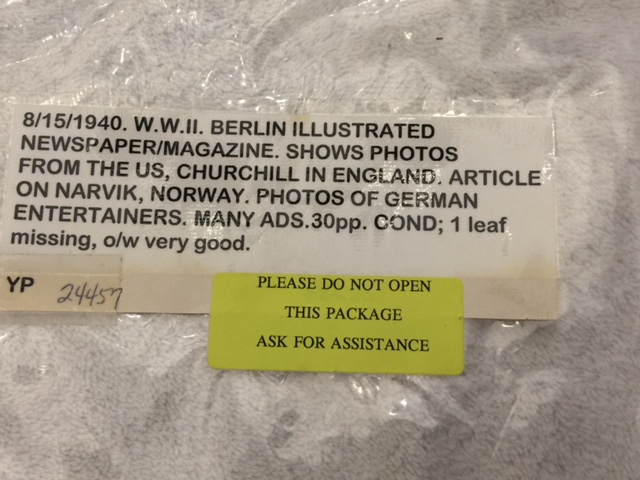 8/15/1940. W.W.II. BERLIN ILLUSTRATED
NEWSPAPER/MAGAZINE. SHOWS PHOTOS
FROM THE US, CHURCHILL IN ENGLAND. ARTICLE
ON NARVIK, NORWAY. PHOTOS OF GERMAN
ENTERTAINERS. MANY ADS.30pp. COND; 1 leaf
missing, o/w very good.
YP 24457
PLEASE DO NOT OPEN
THIS PACKAGE
ASK FOR ASSISTANCE